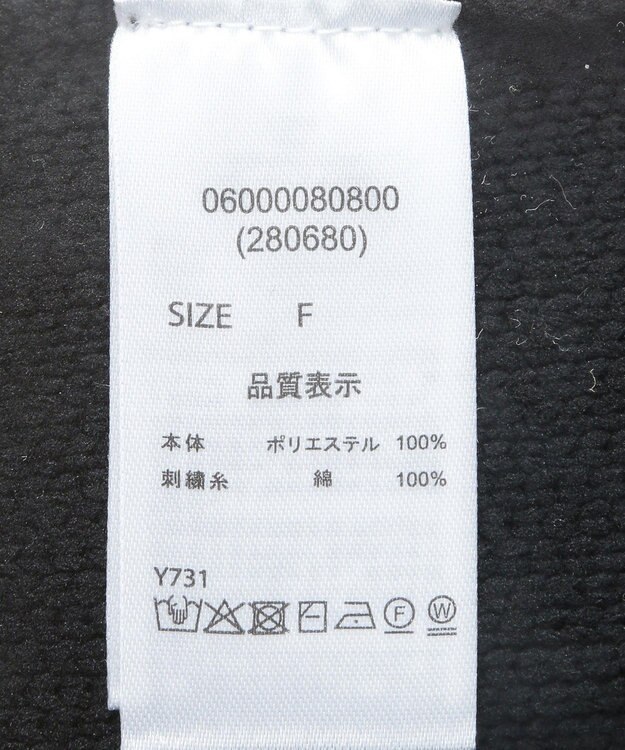 06000080800
(280680)
SIZE F
品質表示
本体 ポリエステル 100%
刺繍糸 綿 100%
Y731
F W